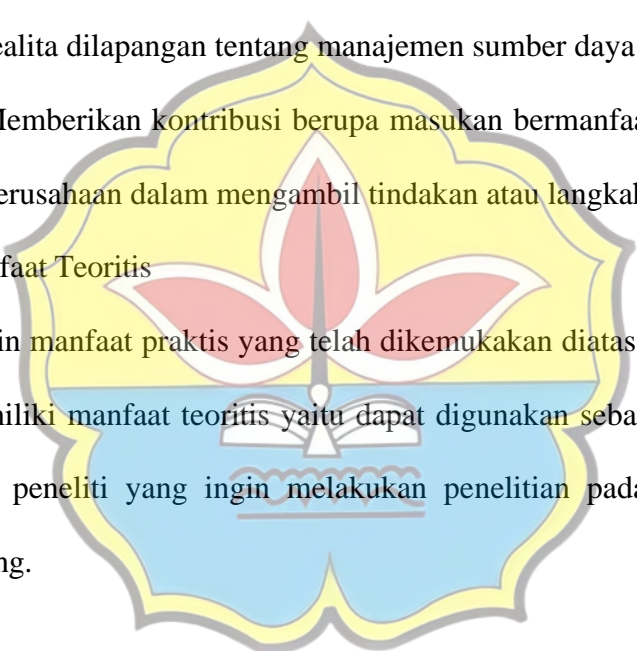 ealita dilapangan tentang manajemen sumber daya
Memberikan kontribusi berupa masukan bermanfaa
erusahaan dalam mengambil tindakan atau langkah
faat Teoritis
in manfaat praktis yang telah dikemukakan diatas
niliki manfaat teoritis yaitu dapat digunakan seba
peneliti yang ingin melakukan penelitian pada
ng.